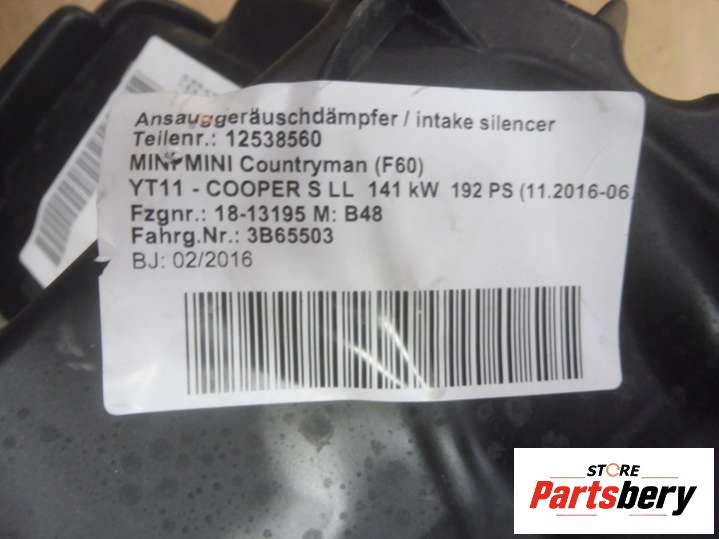 Ansauggeräuschdämpfer / intake silencer
Teilenr.: 12538560
MINI MINI Countryman (F60)
YT11 - COOPER S LL 141 kW 192 PS (11.2016-06.
Fzgnr.: 18-13195 M: B48
Fahrg.Nr.: 3B65503
BJ: 02/2016
STORE
Partsbery